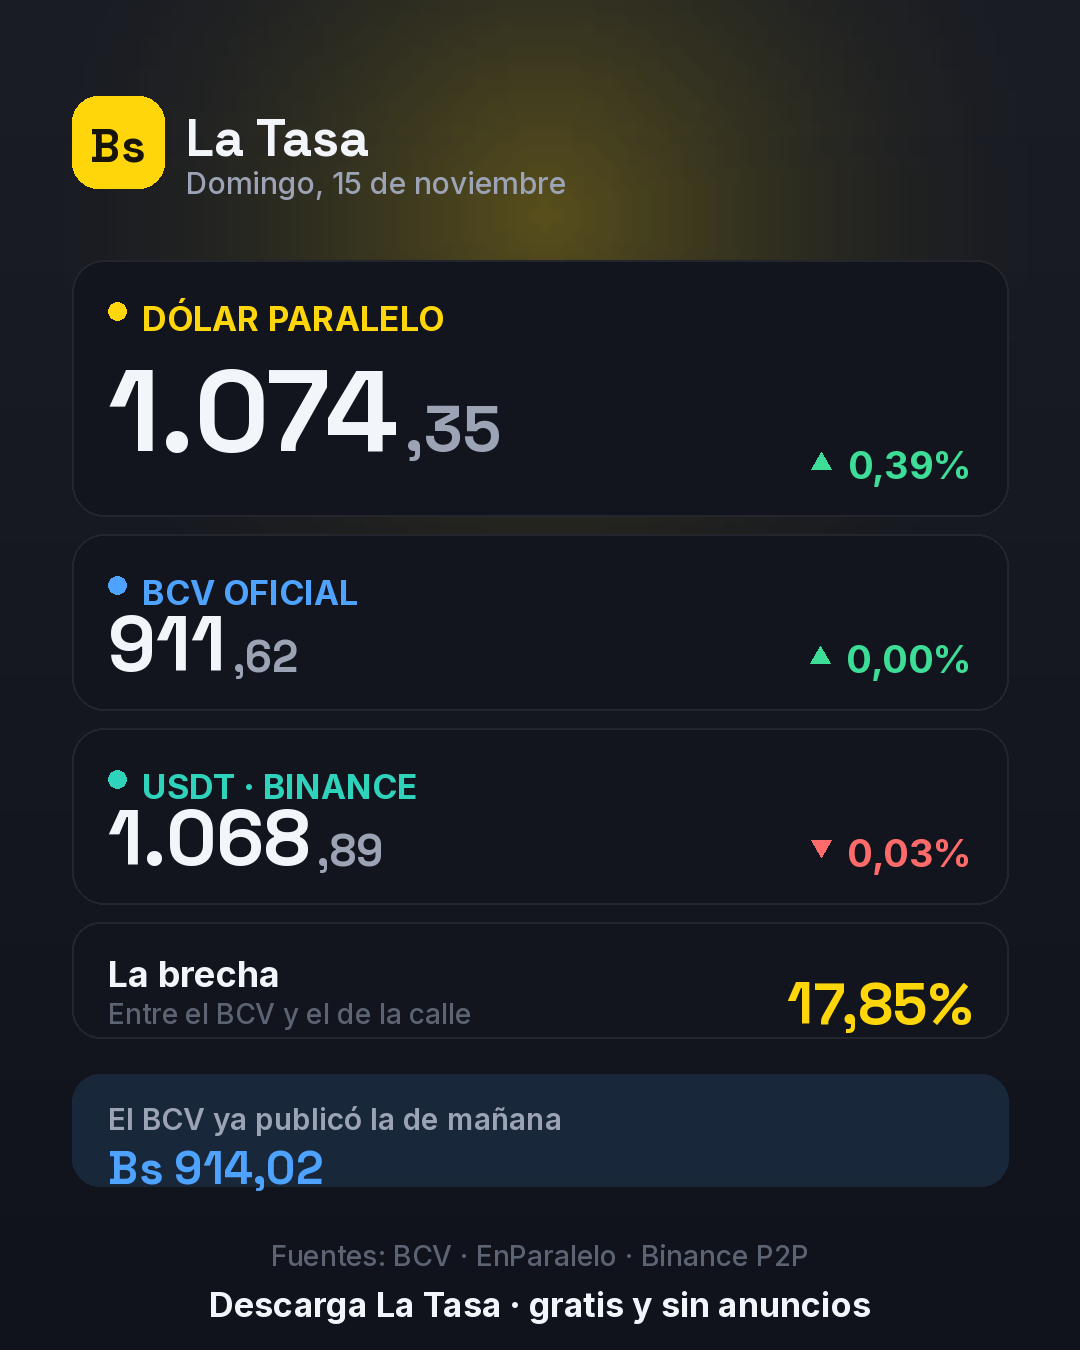 Bs
La Tasa
Domingo, 15 de noviembre
DÓLAR PARALELO
1.074,35
▲ 0,39%
BCV OFICIAL
911,62
▲ 0,00%
USDT · BINANCE
1.068,89
▼ 0,03%
La brecha
Entre el BCV y el de la calle
17,85%
El BCV ya publicó la de mañana
Bs 914,02
Fuentes: BCV · EnParalelo · Binance P2P
Descarga La Tasa · gratis y sin anuncios